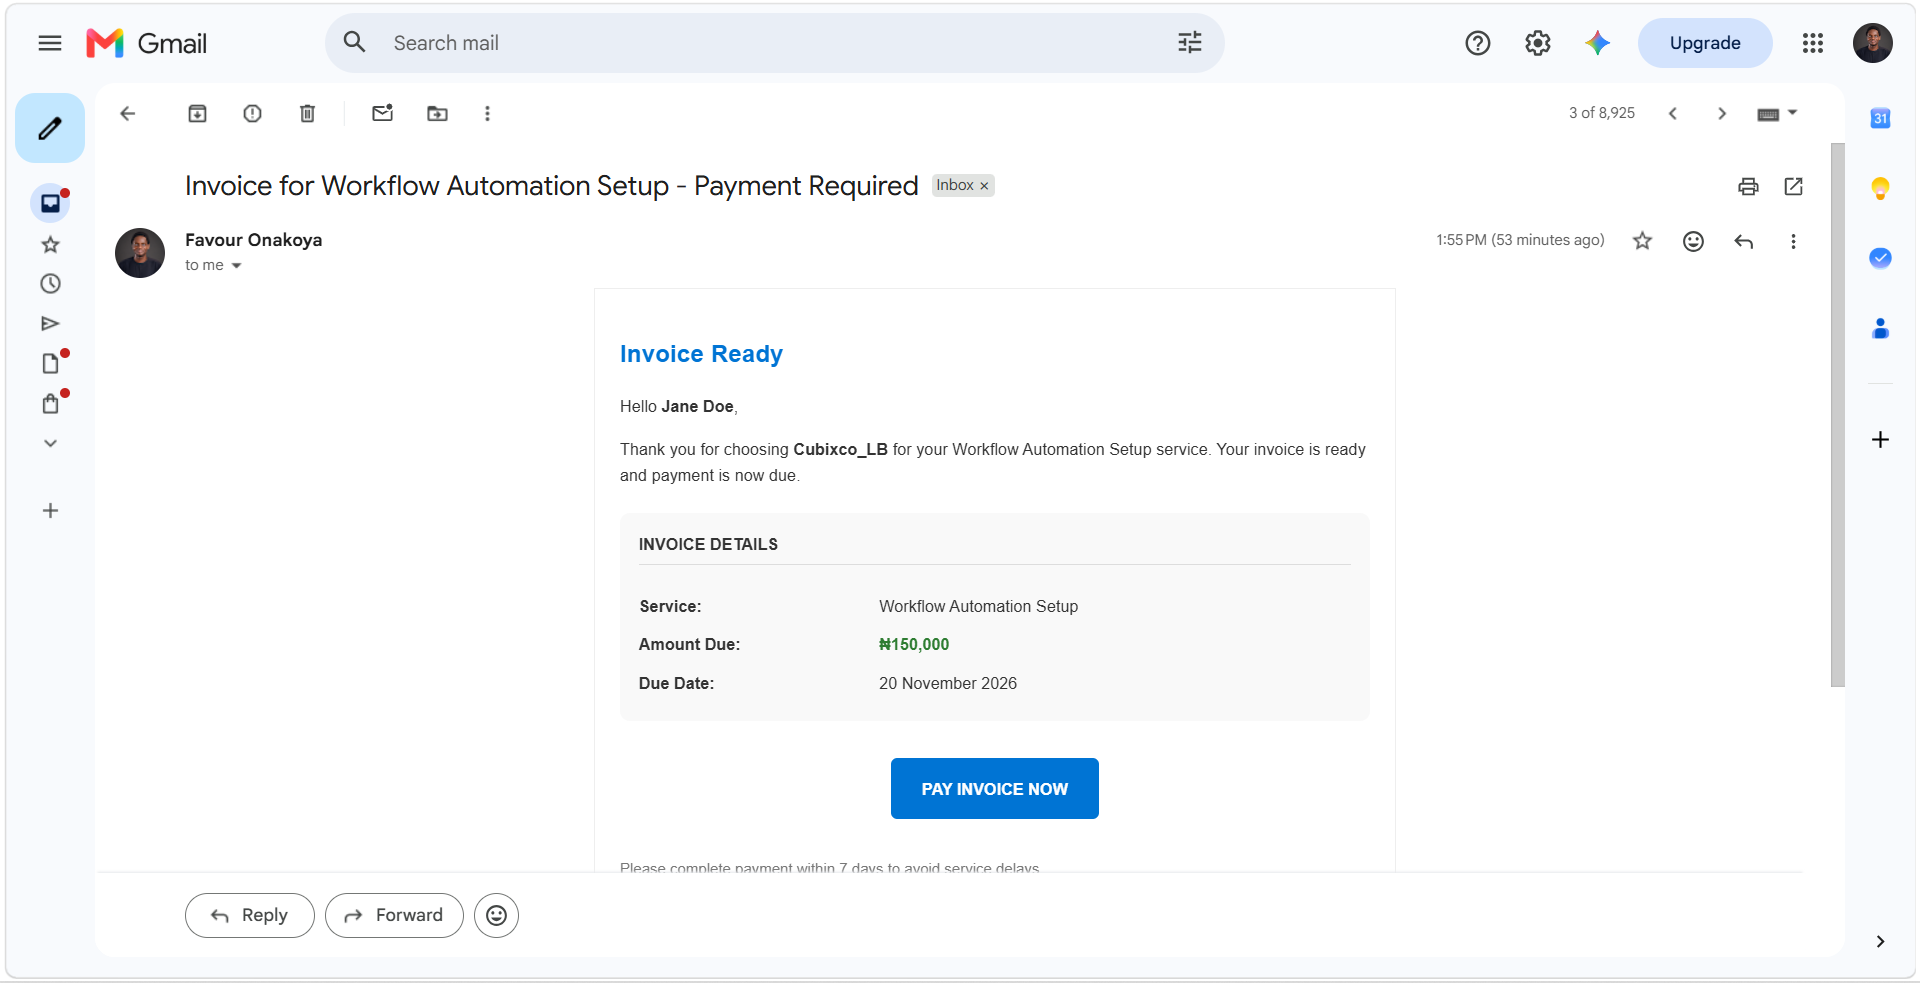 Gmail
Search mail
Upgrade
3 of 8,925
31
Invoice for Workflow Automation Setup - Payment Required
Inbox ×
Favour Onakoya
1:55 PM (53 minutes ago)
to me
Invoice Ready
Hello Jane Doe,
Thank you for choosing Cubixco_LB for your Workflow Automation Setup service. Your invoice is ready
and payment is now due.
INVOICE DETAILS
Service: Workflow Automation Setup
Amount Due: ₦150,000
Due Date: 20 November 2026
PAY INVOICE NOW
Please complete payment within 7 days to avoid service delays
Reply
Forward